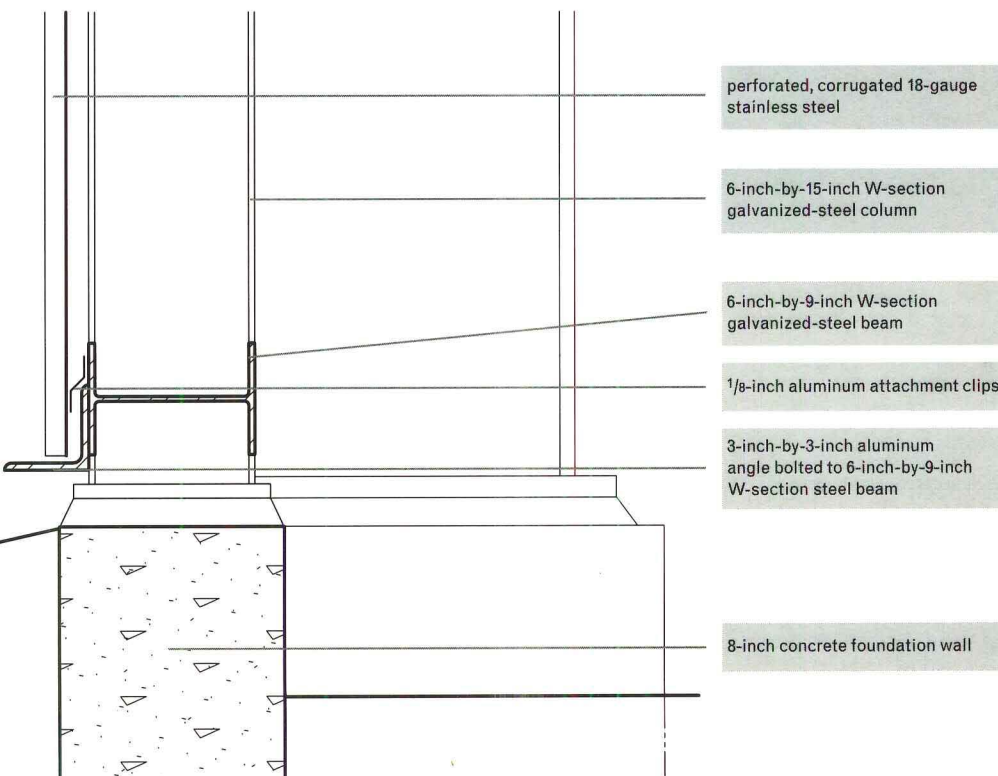 perforated, corrugated 18-gauge
stainless steel
6-inch-by-15-inch W-section
galvanized-steel column
6-inch-by-9-inch W-section
galvanized-steel beam
1/8-inch aluminum attachment clips
3-inch-by-3-inch aluminum
angle bolted to 6-inch-by-9-inch
W-section steel beam
8-inch concrete foundation wall